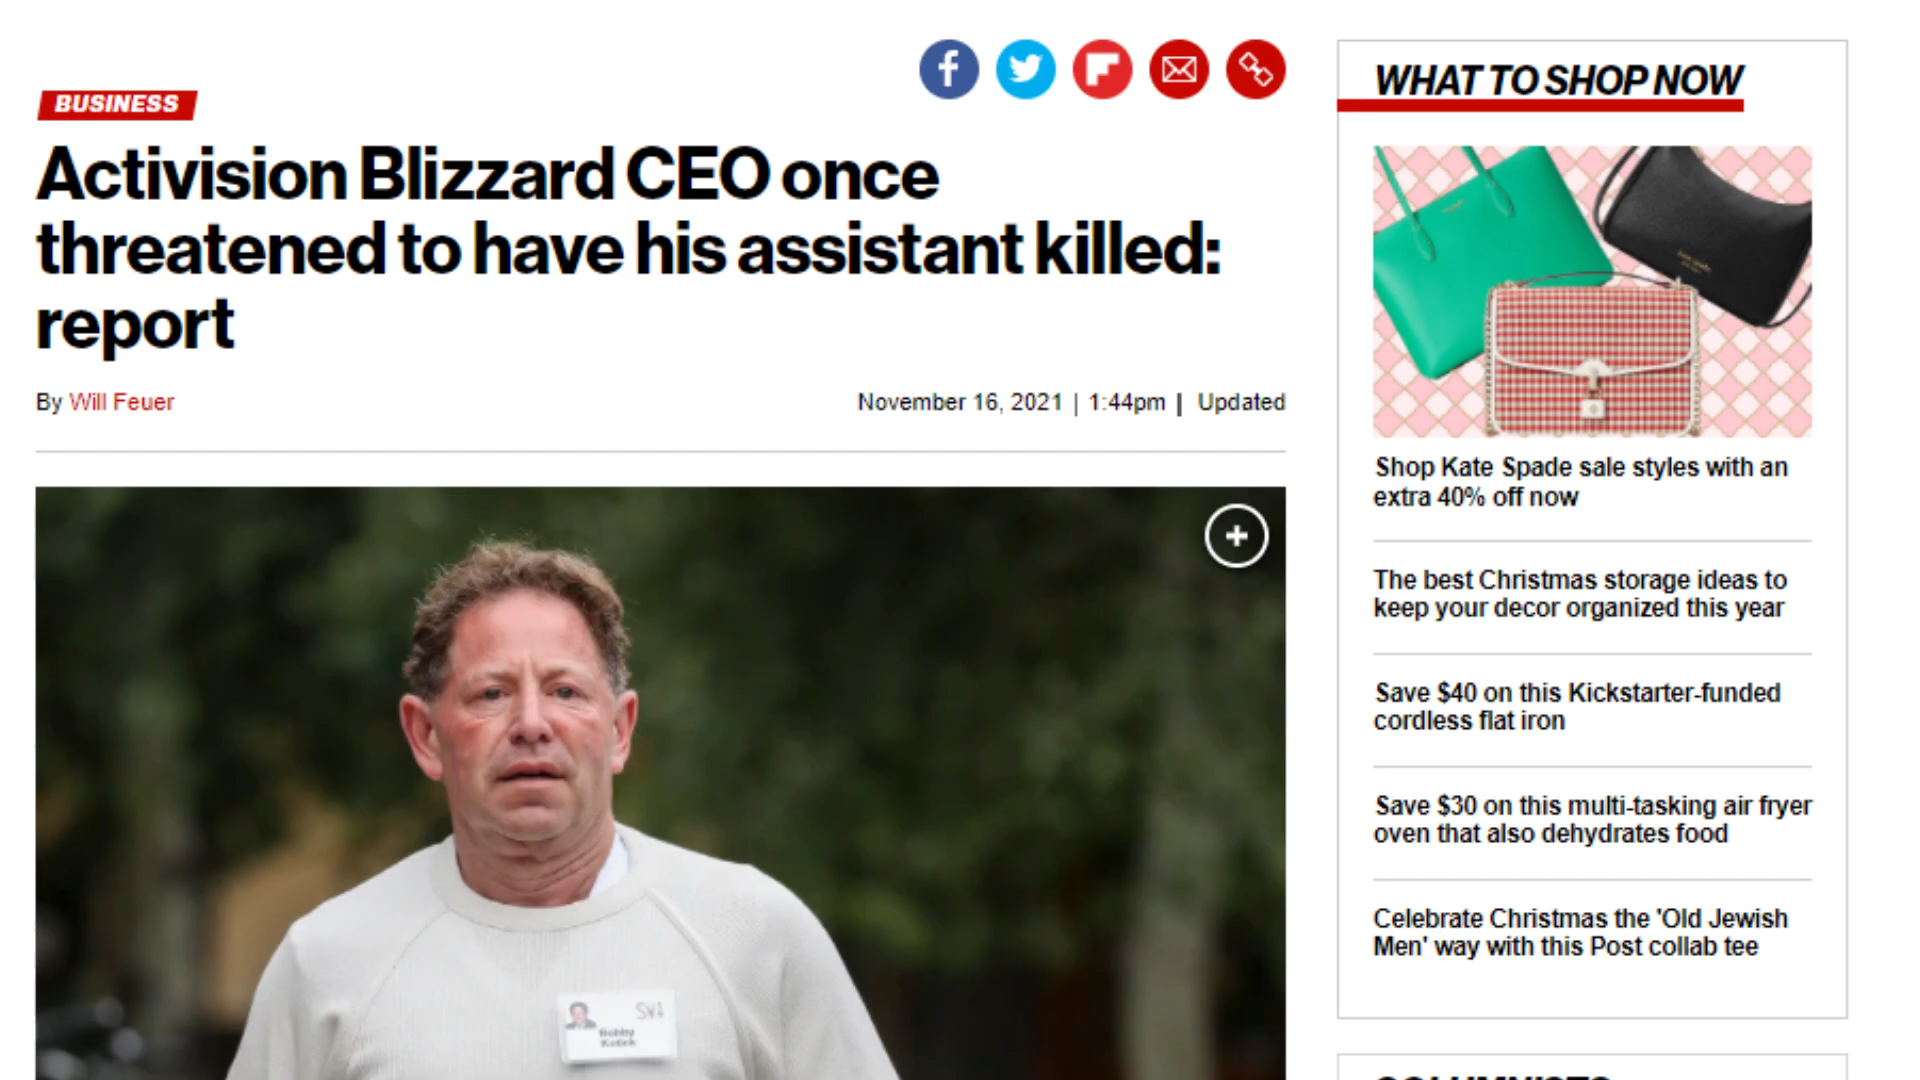 BUSINESS
Activision Blizzard CEO once
threatened to have his assistant killed:
report
By Will Feuer
November 16, 2021 | 1:44pm | Updated
Bobby
Kotick
WHAT TO SHOP NOW
kate spade
Shop Kate Spade sale styles with an
extra 40% off now
The best Christmas storage ideas to
keep your decor organized this year
Save $40 on this Kickstarter-funded
cordless flat iron
Save $30 on this multi-tasking air fryer
oven that also dehydrates food
Celebrate Christmas the 'Old Jewish
Men' way with this Post collab tee